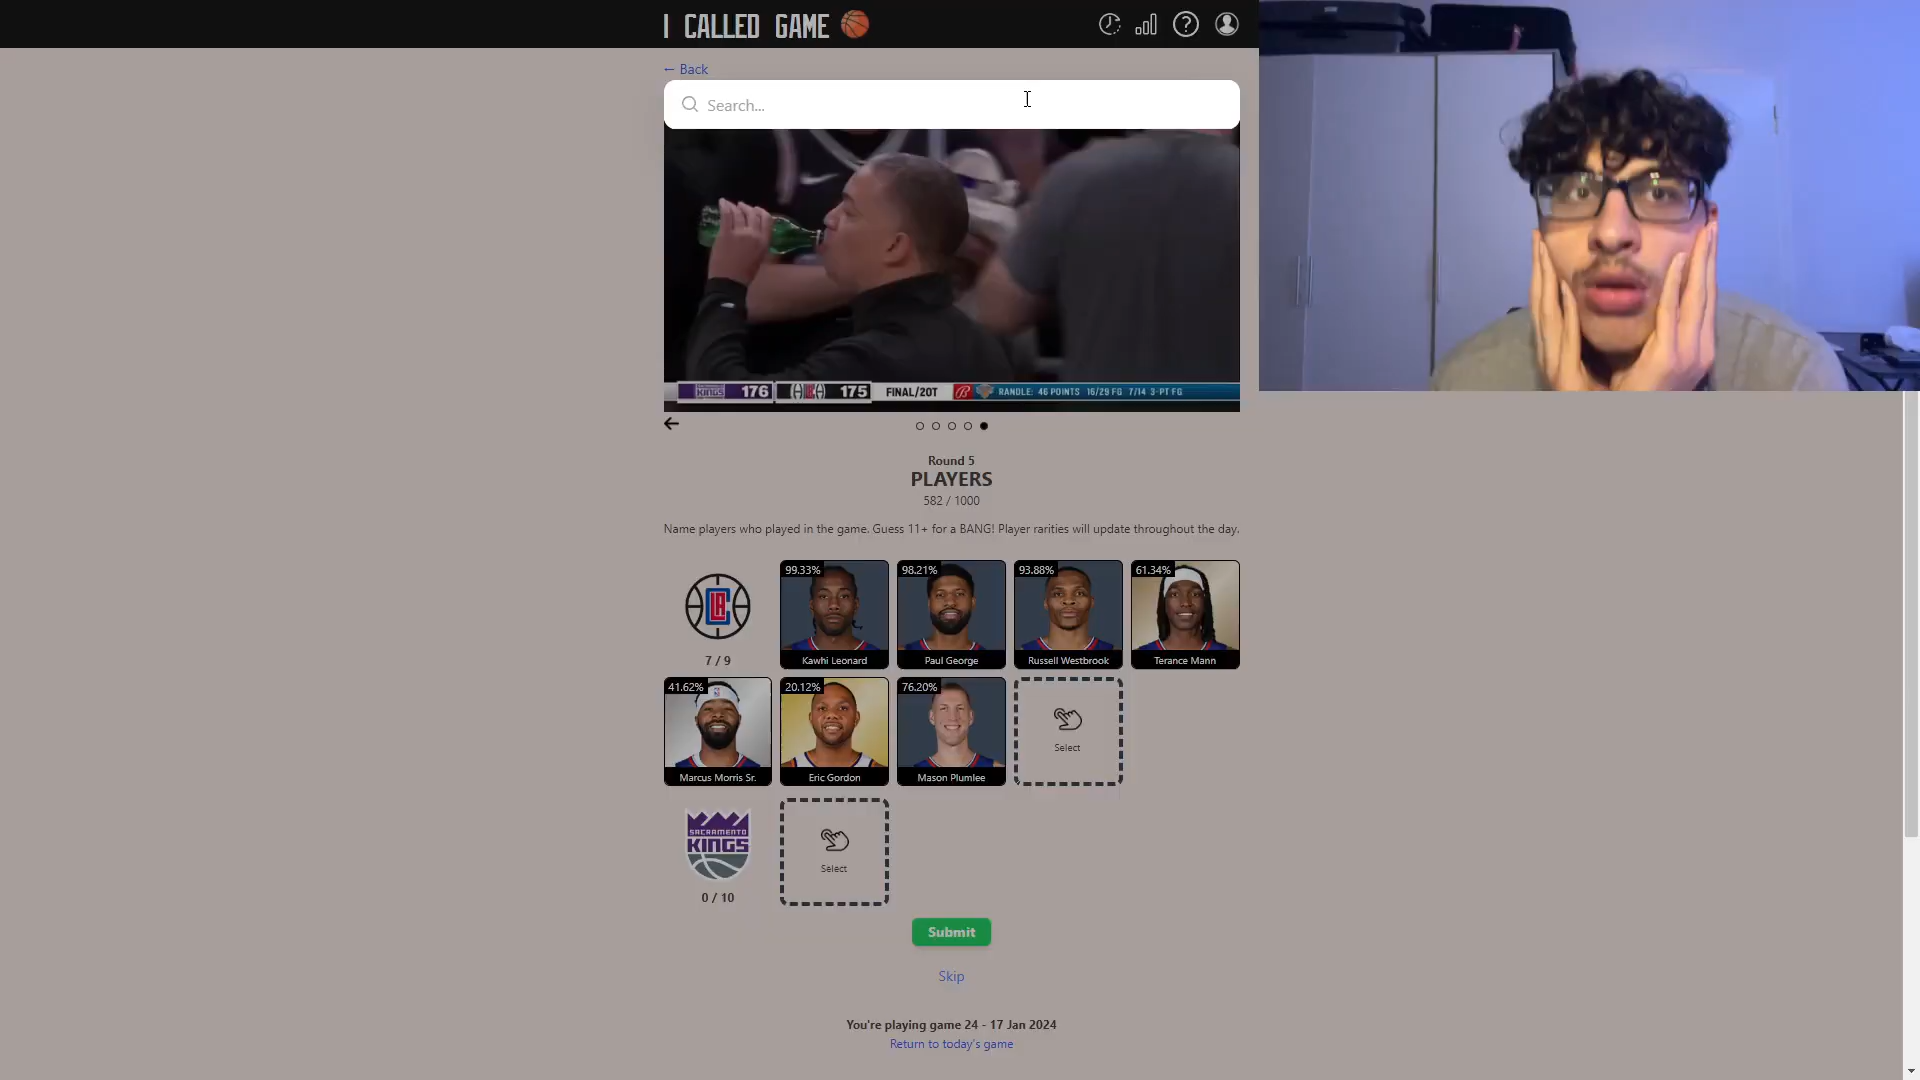 I CALLED GAME
← Back
Search...
KINGS 176 175 FINAL/2OT RANDLE: 46 POINTS 16/29 FG 7/14 3-PT FG
Round 5
PLAYERS
582 / 1000
Name players who played in the game. Guess 11+ for a BANG! Player rarities will update throughout the day.
99.33% 98.21% 93.88% 61.34%
7 / 9 Kawhi Leonard Paul George Russell Westbrook Terance Mann
41.62% 20.12% 76.20%
Select
Marcus Morris Sr. Eric Gordon Mason Plumlee
SACRAMENTO
KINGS
Select
0 / 10
Submit
Skip
You're playing game 24 - 17 Jan 2024
Return to today's game